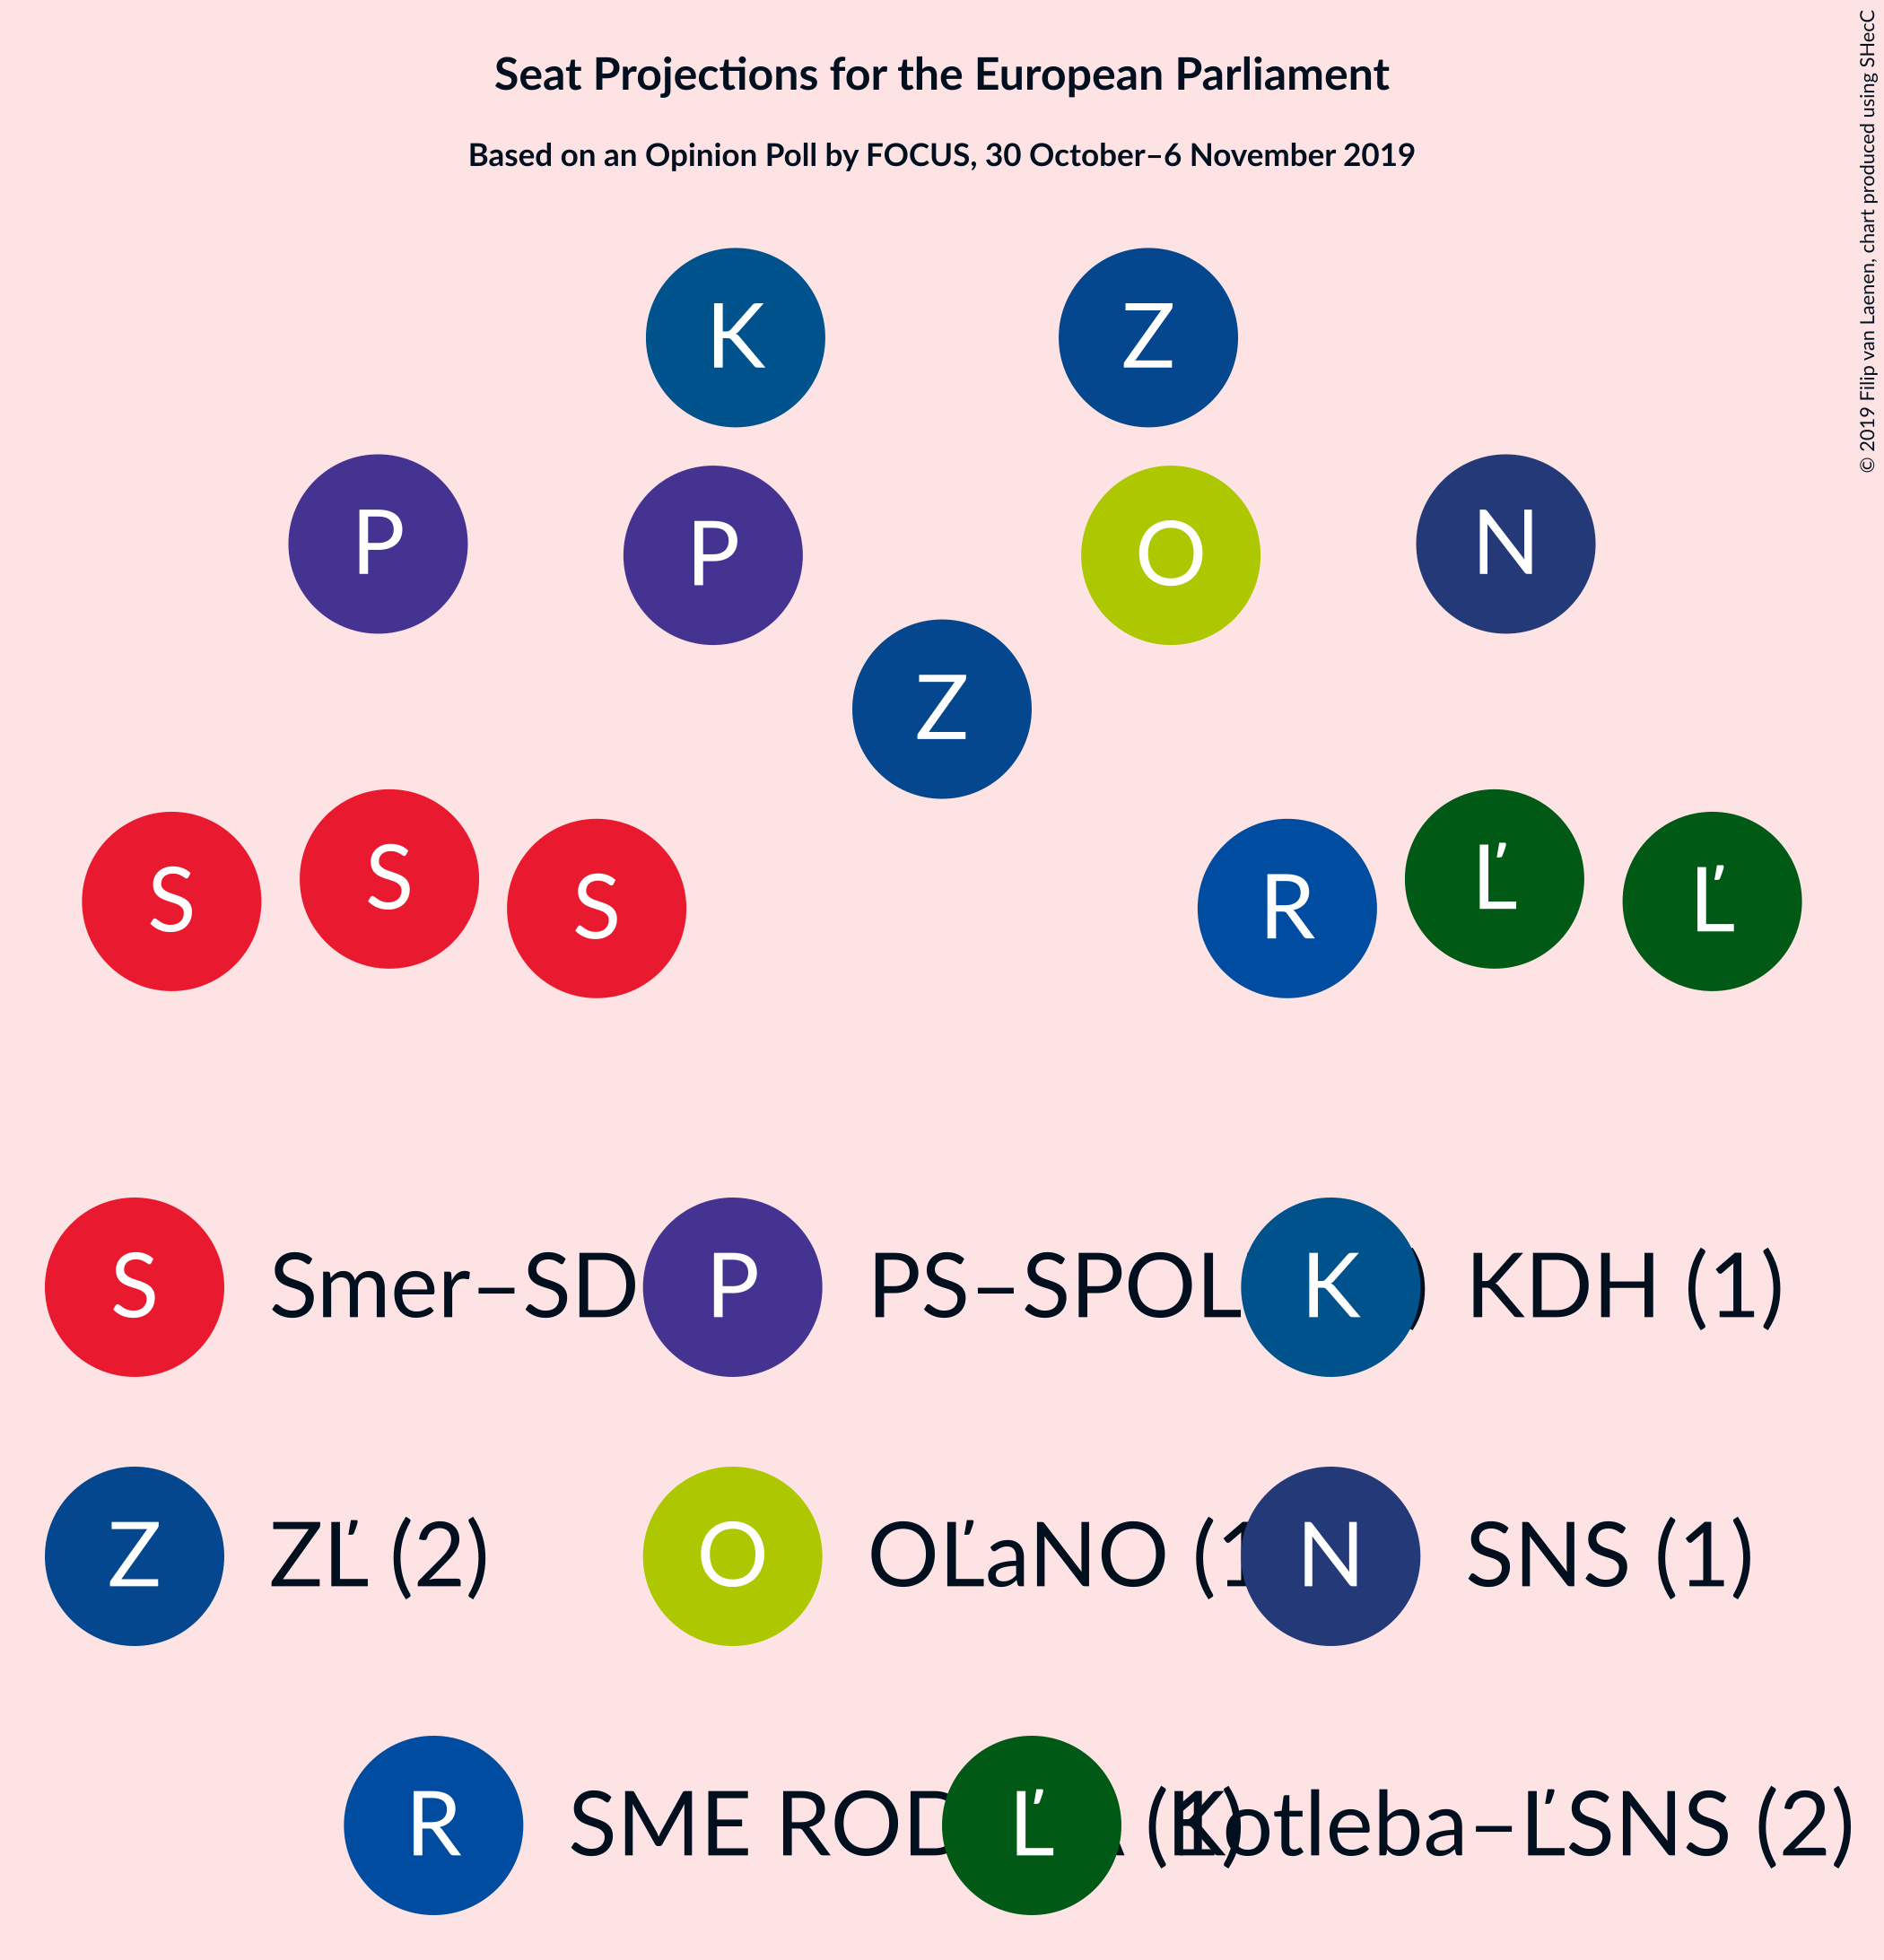 Seat Projections for the European Parliament
Based on an Opinion Poll by FOCUS, 30 October–6 November 2019
© 2019 Filip van Laenen, chart produced using SHecC
K Z
P P O N
Z
S S S R Ľ Ľ
S Smer–SD P PS–SPOL K ) KDH (1)
Z ZĽ (2) O OĽaNO (1 N SNS (1)
R SME Ľ (1) Kotleba–ĽSNS (2)